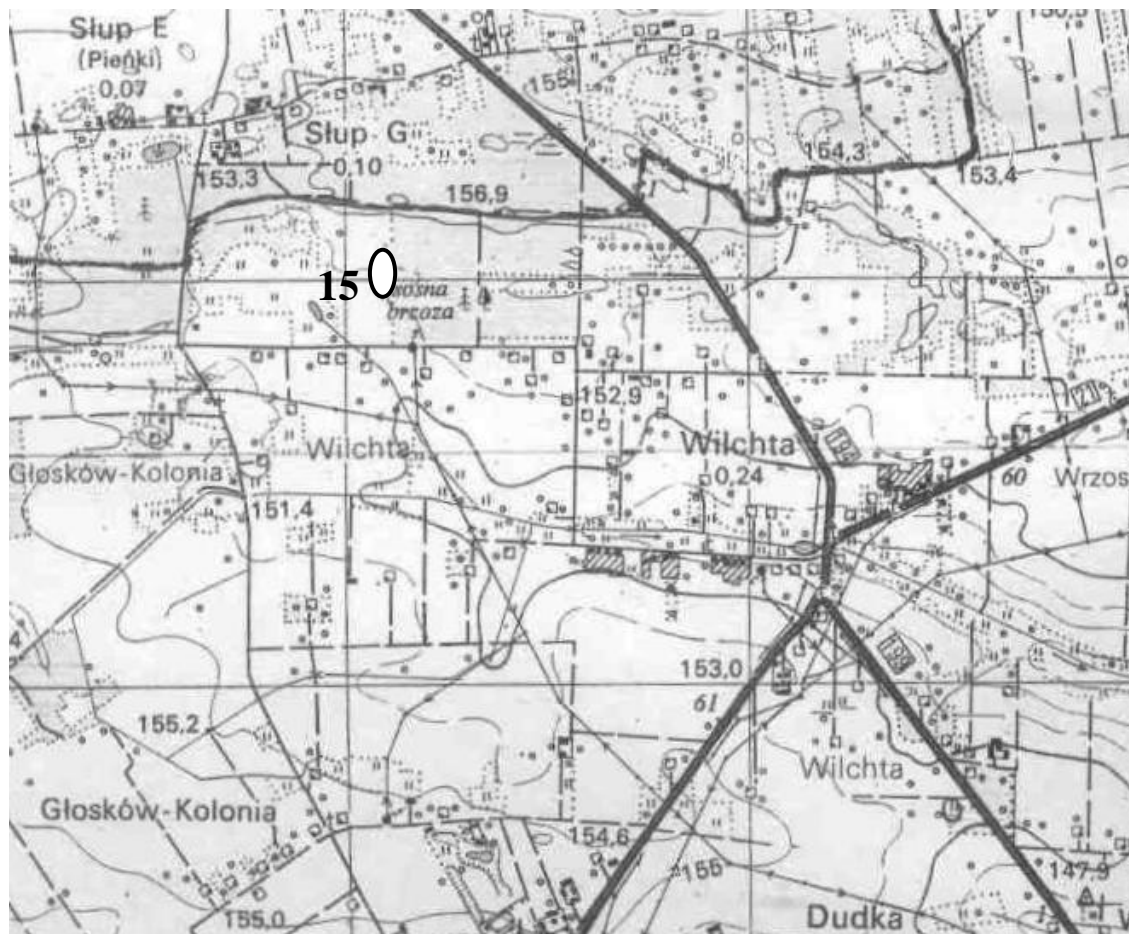 Słup E
(Pieńki)
0,07
155
Słup G
0,10
153,3
156,9
154,3
153,4
15
sosna
brzoza
152,9
Wilchta
Głosków-Kolonia
Wilchta
0,24
60
Wrzos
151,4
153,0
61
155,2
Wilchta
Głosków-Kolonia
154,6
155
147,9
155,0
Dudka